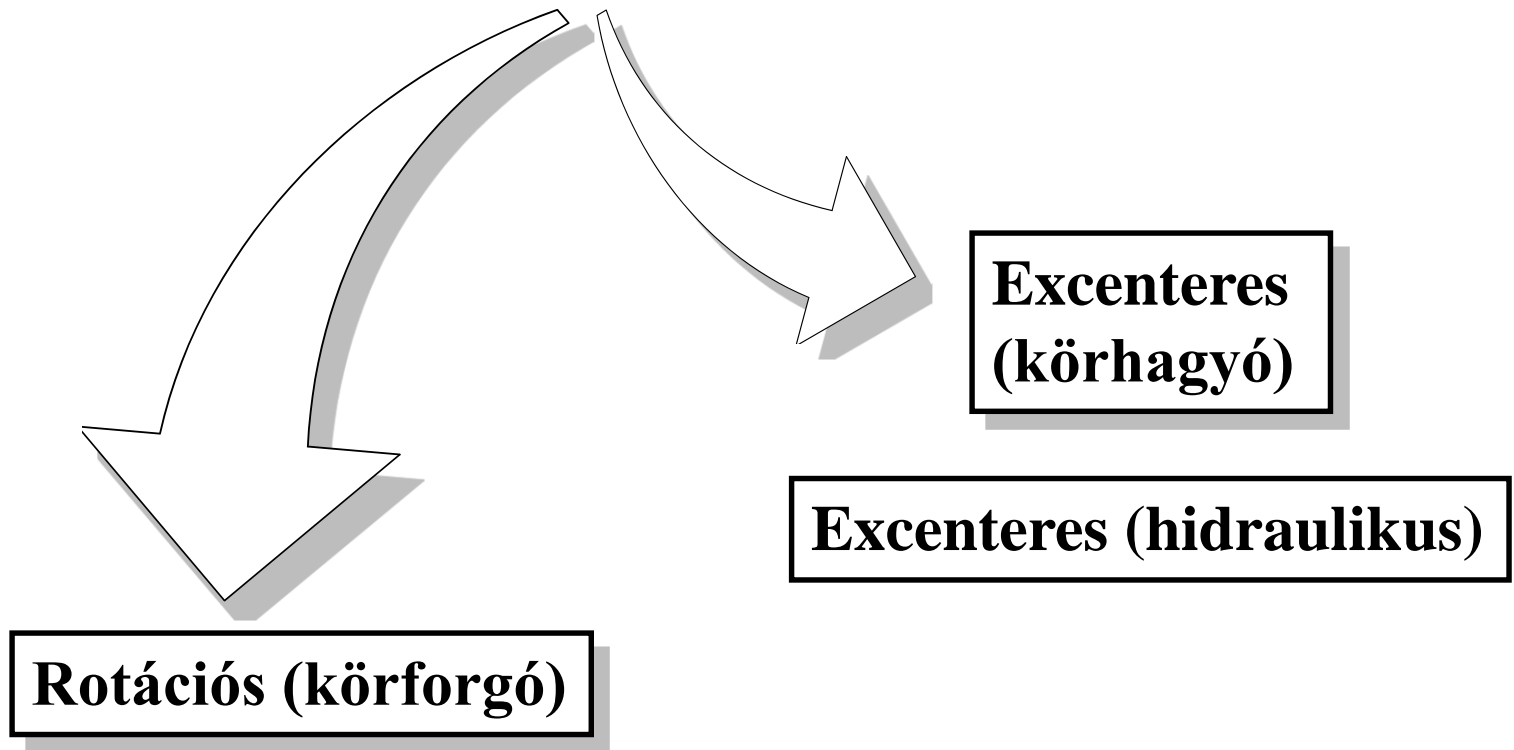 Excenteres
(körhagyó)
Excenteres (hidraulikus)
Rotációs (körforgó)